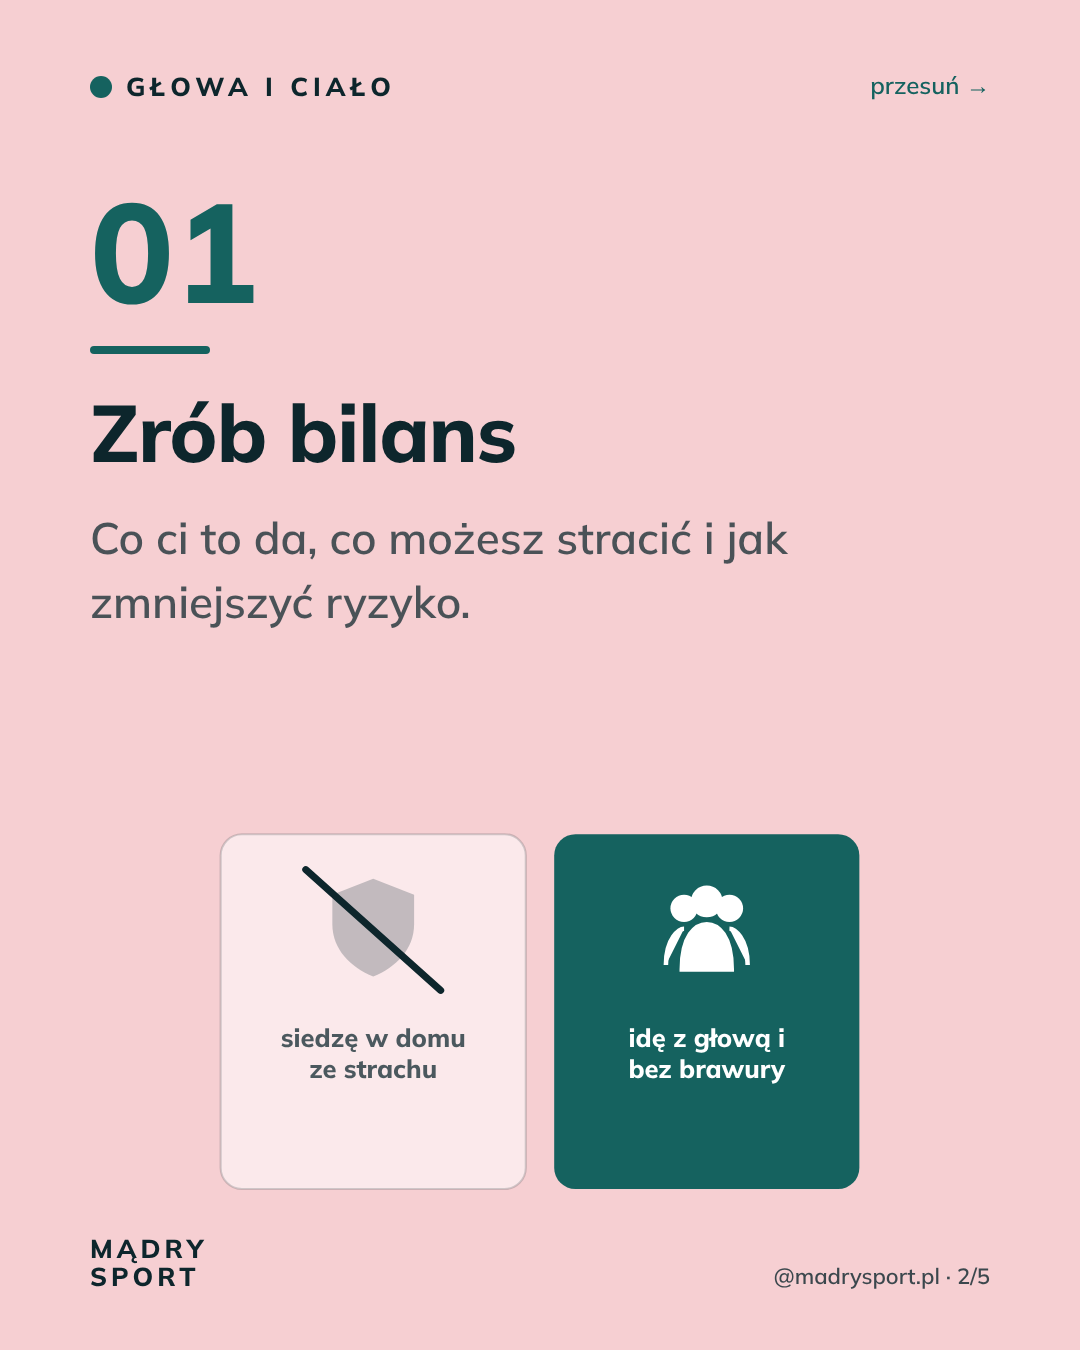 GŁOWA I CIAŁO
przesuń →
01
Zrób bilans
Co ci to da, co możesz stracić i jak
zmniejszyć ryzyko.
siedzę w domu
ze strachu
idę z głową i
bez brawury
MĄDRY
SPORT
@madrysport.pl · 2/5